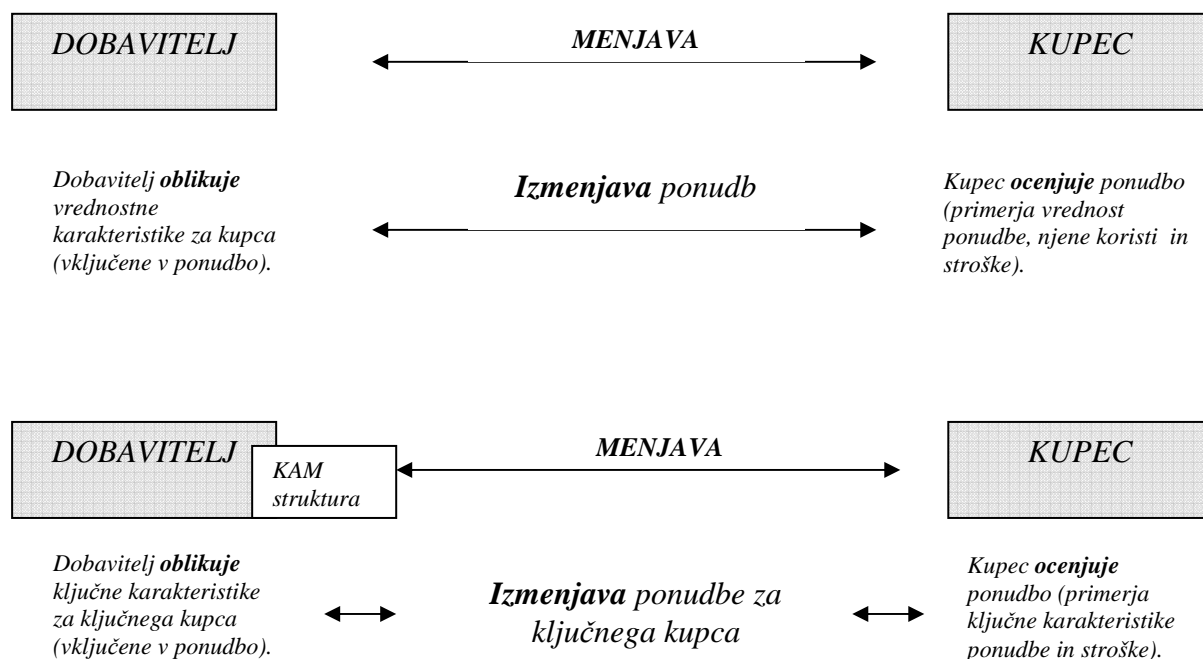 DOBAVITELJ
MENJAVA
KUPEC
Dobavitelj oblikuje
vrednostne
karakteristike za kupca
(vključene v ponudbo).
Izmenjava ponudb
Kupec ocenjuje ponudbo
(primerja vrednost
ponudbe, njene koristi in
stroške).
DOBAVITELJ
KAM
struktura
MENJAVA
KUPEC
Dobavitelj oblikuje
ključne karakteristike
za ključnega kupca
(vključene v ponudbo).
Izmenjava ponudbe za
ključnega kupca
Kupec ocenjuje
ponudbo (primerja
ključne karakteristike
ponudbe in stroške).